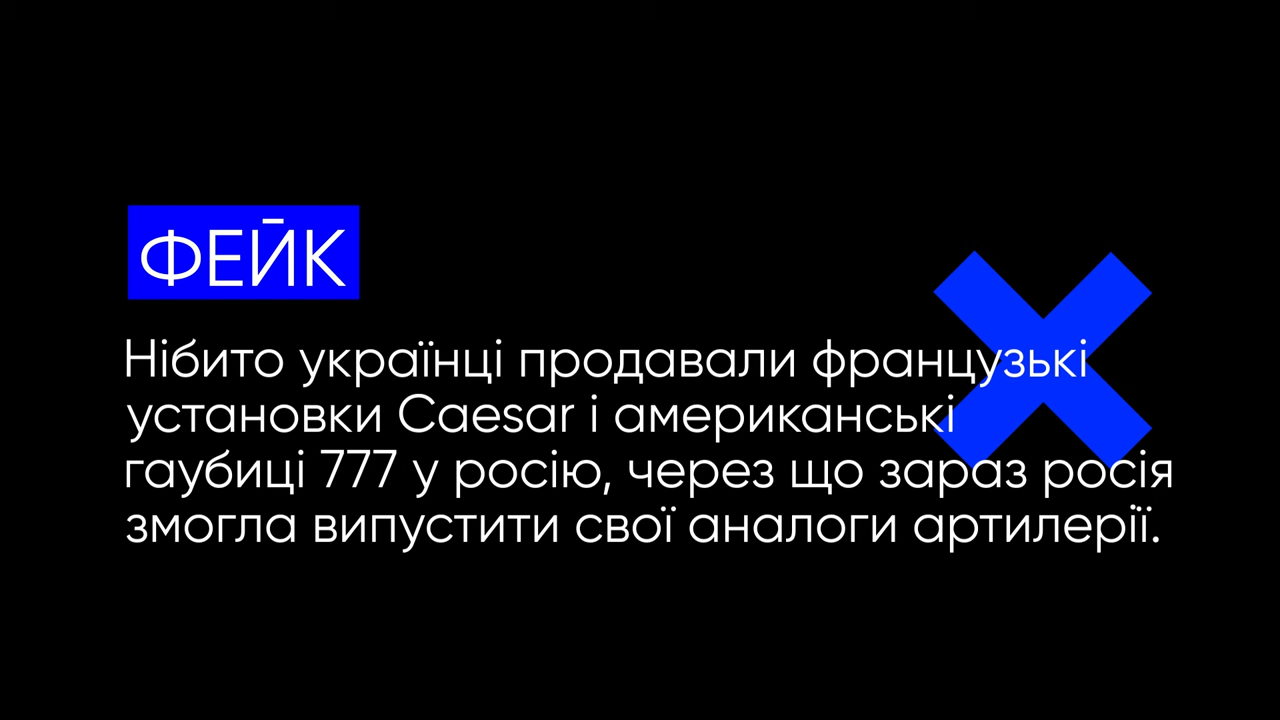 ФЕЙК
Нібито українці продавали французькі
установки Caesar і американські
гаубиці 777 у росію, через що зараз росія
змогла випустити свої аналоги артилерії.